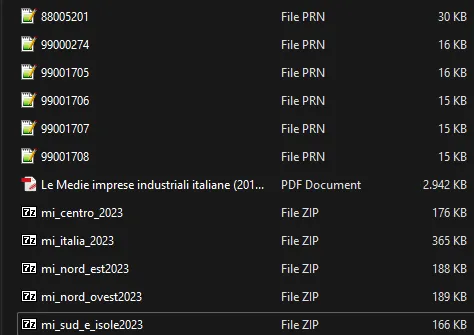 88005201 File PRN 30 KB
99000274 File PRN 16 KB
99001705 File PRN 16 KB
99001706 File PRN 15 KB
99001707 File PRN 15 KB
99001708 File PRN 15 KB
Le Medie imprese industriali italiane (201... PDF Document 2.942 KB
mi_centro_2023 File ZIP 176 KB
mi_italia_2023 File ZIP 365 KB
mi_nord_est2023 File ZIP 188 KB
mi_nord_ovest2023 File ZIP 189 KB
mi_sud_e_isole2023 File ZIP 166 KB